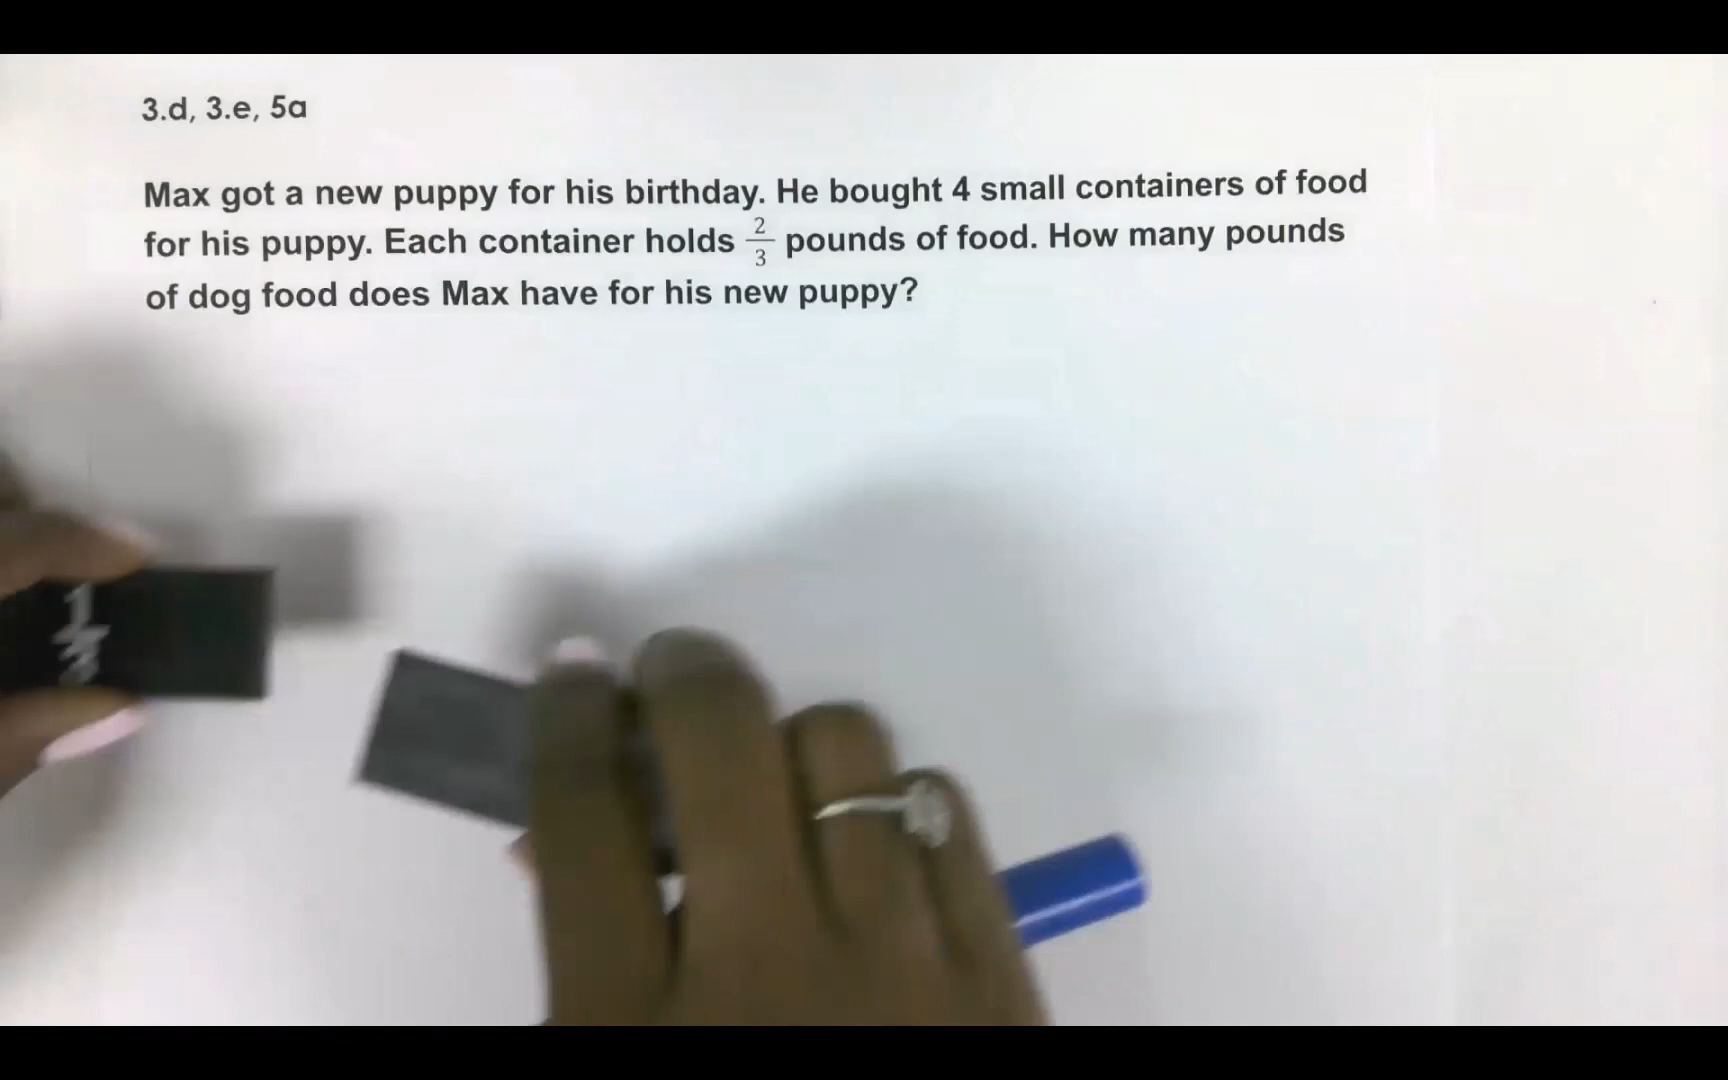 3.d, 3.e, 5a
Max got a new puppy for his birthday. He bought 4 small containers of food
for his puppy. Each container holds 2/3 pounds of food. How many pounds
of dog food does Max have for his new puppy?
1/3